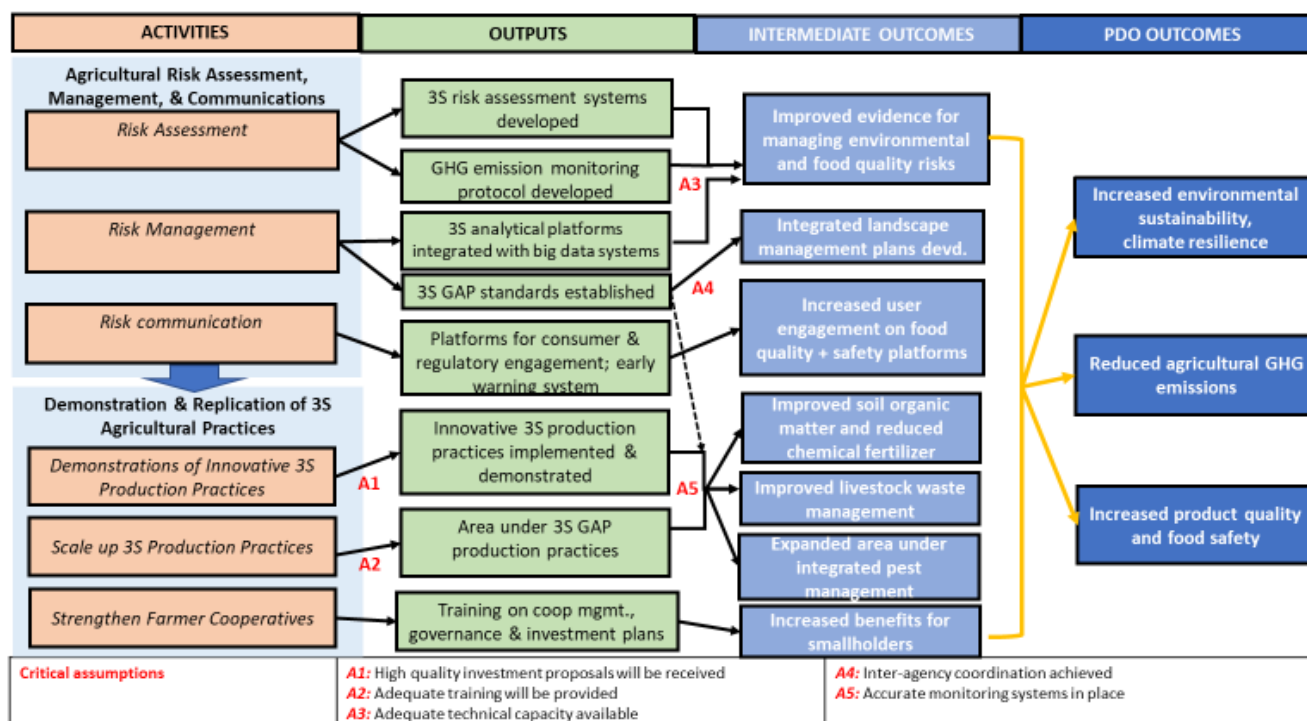 ACTIVITIES
OUTPUTS
INTERMEDIATE OUTCOMES
PDO OUTCOMES
Agricultural Risk Assessment,
Management, & Communications
Risk Assessment
Risk Management
Risk communication
Demonstration & Replication of 3S
Agricultural Practices
Demonstrations of Innovative 3S
Production Practices
Scale up 3S Production Practices
Strengthen Farmer Cooperatives
A1
A2
3S risk assessment systems
developed
GHG emission monitoring
protocol developed
3S analytical platforms
integrated with big data systems
3S GAP standards established
Platforms for consumer &
regulatory engagement; early
warning system
Innovative 3S production
practices implemented &
demonstrated
Area under 3S GAP
production practices
Training on coop mgmt.,
governance & investment plans
A3
A4
A5
Improved evidence for
managing environmental
and food quality risks
Integrated landscape
management plans devd.
Increased user
engagement on food
quality + safety platforms
Improved soil organic
matter and reduced
chemical fertilizer
Improved livestock waste
management
Expanded area under
integrated pest
management
Increased benefits for
smallholders
Increased environmental
sustainability,
climate resilience
Reduced agricultural GHG
emissions
Increased product quality
and food safety
Critical assumptions
A1: High quality investment proposals will be received
A2: Adequate training will be provided
A3: Adequate technical capacity available
A4: Inter-agency coordination achieved
A5: Accurate monitoring systems in place